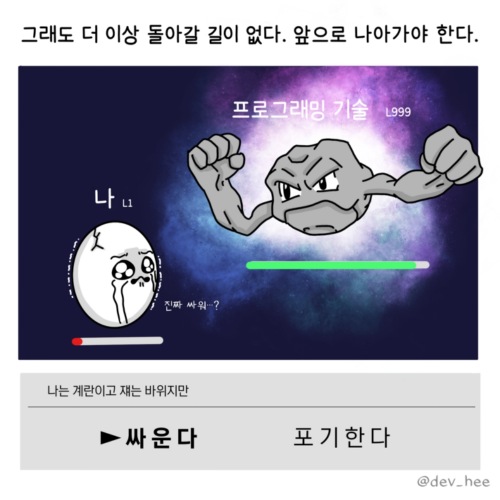 그래도 더 이상 돌아갈 길이 없다. 앞으로 나아가야 한다.
프로그래밍 기술 L999
나 L1
진짜 싸워…?
나는 계란이고 쟤는 바위지만
►싸운다 포기한다
@dev_hee